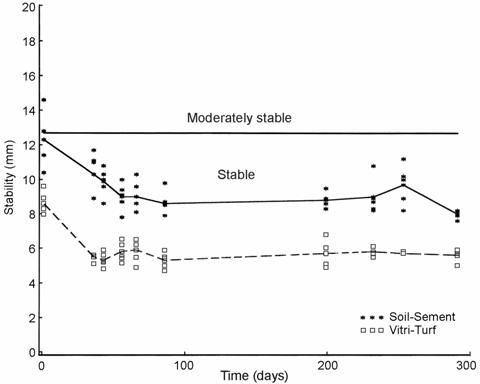 20
18
16
14
12
10
8
6
4
2
0
Stability (mm)
Moderately stable
Stable
*** Soil-Sement
□□□ Vitri-Turf
0 100 200 300
Time (days)